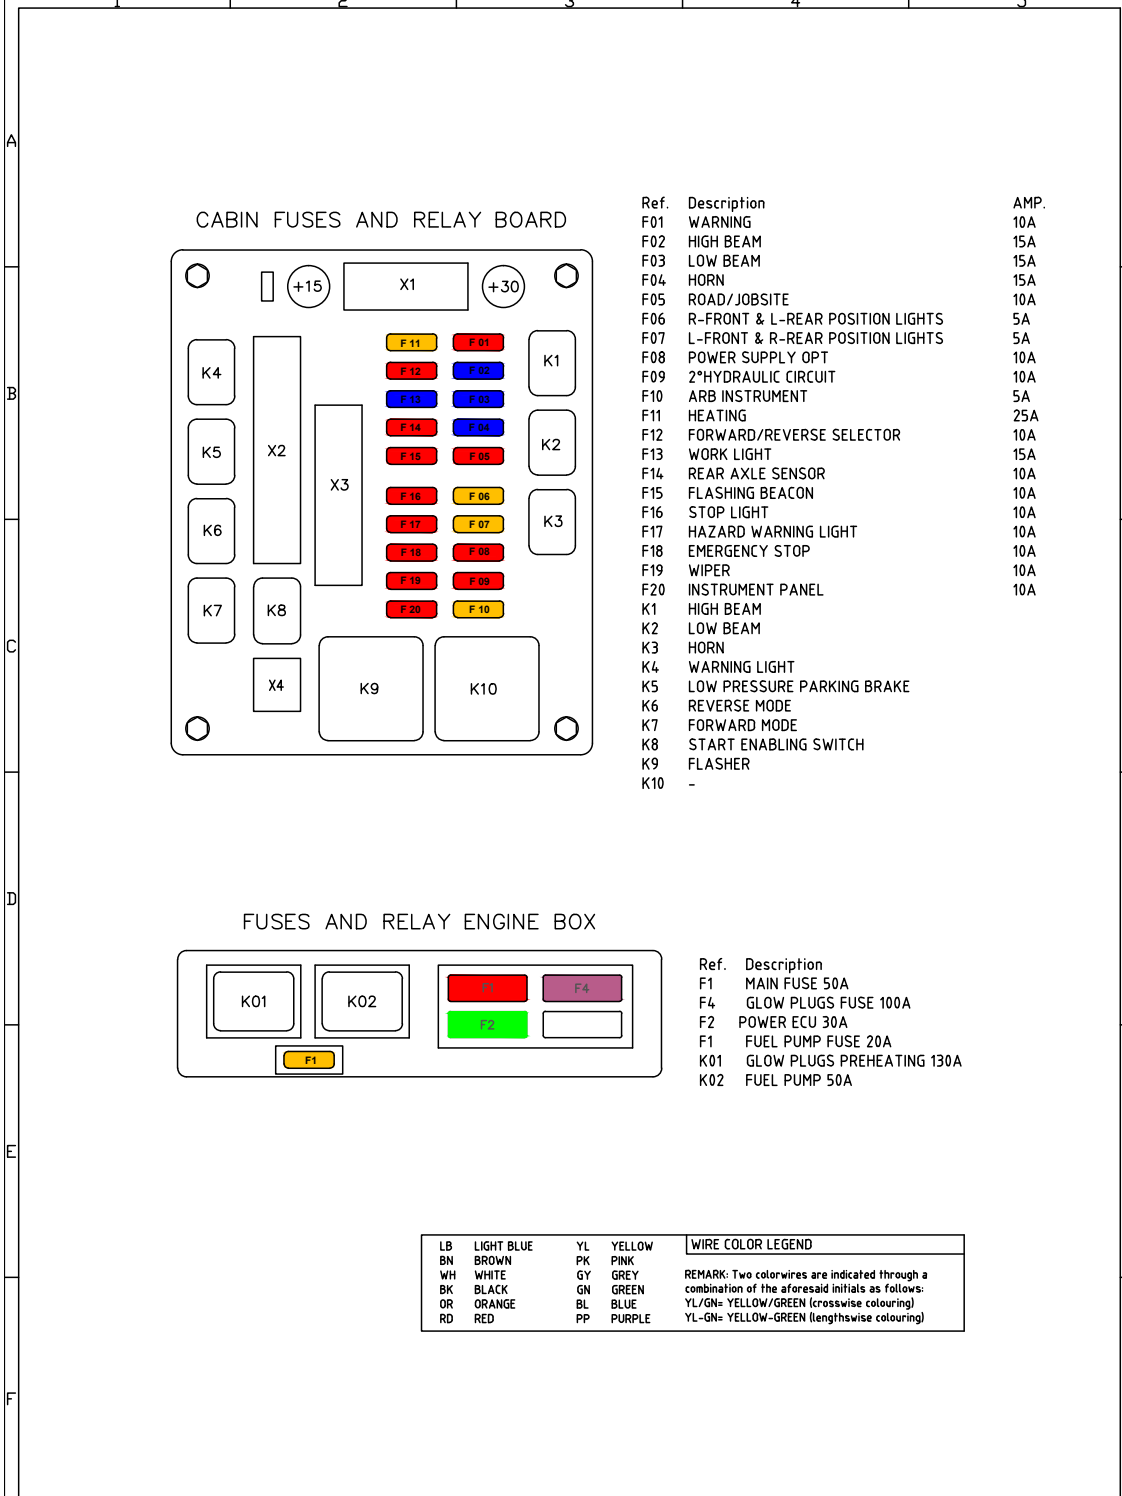 1 2 3 4 5
A
B
C
D
E
F
CABIN FUSES AND RELAY BOARD
+15 X1 +30
F 11 F 01
F 12 F 02
F 13 F 03
F 14 F 04
F 15 F 05
F 16 F 06
F 17 F 07
F 18 F 08
F 19 F 09
F 20 F 10
K4 K1
K5 X2 K2
X3
K6 K3
K7 K8
X4 K9 K10
Ref. Description AMP.
F01 WARNING 10A
F02 HIGH BEAM 15A
F03 LOW BEAM 15A
F04 HORN 15A
F05 ROAD/JOBSITE 10A
F06 R-FRONT & L-REAR POSITION LIGHTS 5A
F07 L-FRONT & R-REAR POSITION LIGHTS 5A
F08 POWER SUPPLY OPT 10A
F09 2°HYDRAULIC CIRCUIT 10A
F10 ARB INSTRUMENT 5A
F11 HEATING 25A
F12 FORWARD/REVERSE SELECTOR 10A
F13 WORK LIGHT 15A
F14 REAR AXLE SENSOR 10A
F15 FLASHING BEACON 10A
F16 STOP LIGHT 10A
F17 HAZARD WARNING LIGHT 10A
F18 EMERGENCY STOP 10A
F19 WIPER 10A
F20 INSTRUMENT PANEL 10A
K1 HIGH BEAM
K2 LOW BEAM
K3 HORN
K4 WARNING LIGHT
K5 LOW PRESSURE PARKING BRAKE
K6 REVERSE MODE
K7 FORWARD MODE
K8 START ENABLING SWITCH
K9 FLASHER
K10 -
FUSES AND RELAY ENGINE BOX
K01 K02 F1 F4
F2
F1
Ref. Description
F1 MAIN FUSE 50A
F4 GLOW PLUGS FUSE 100A
F2 POWER ECU 30A
F1 FUEL PUMP FUSE 20A
K01 GLOW PLUGS PREHEATING 130A
K02 FUEL PUMP 50A
LB LIGHT BLUE YL YELLOW
BN BROWN PK PINK
WH WHITE GY GREY
BK BLACK GN GREEN
OR ORANGE BL BLUE
RD RED PP PURPLE
WIRE COLOR LEGEND
REMARK: Two colorwires are indicated through a
combination of the aforesaid initials as follows:
YL/GN= YELLOW/GREEN (crosswise colouring)
YL-GN= YELLOW-GREEN (lengthswise colouring)